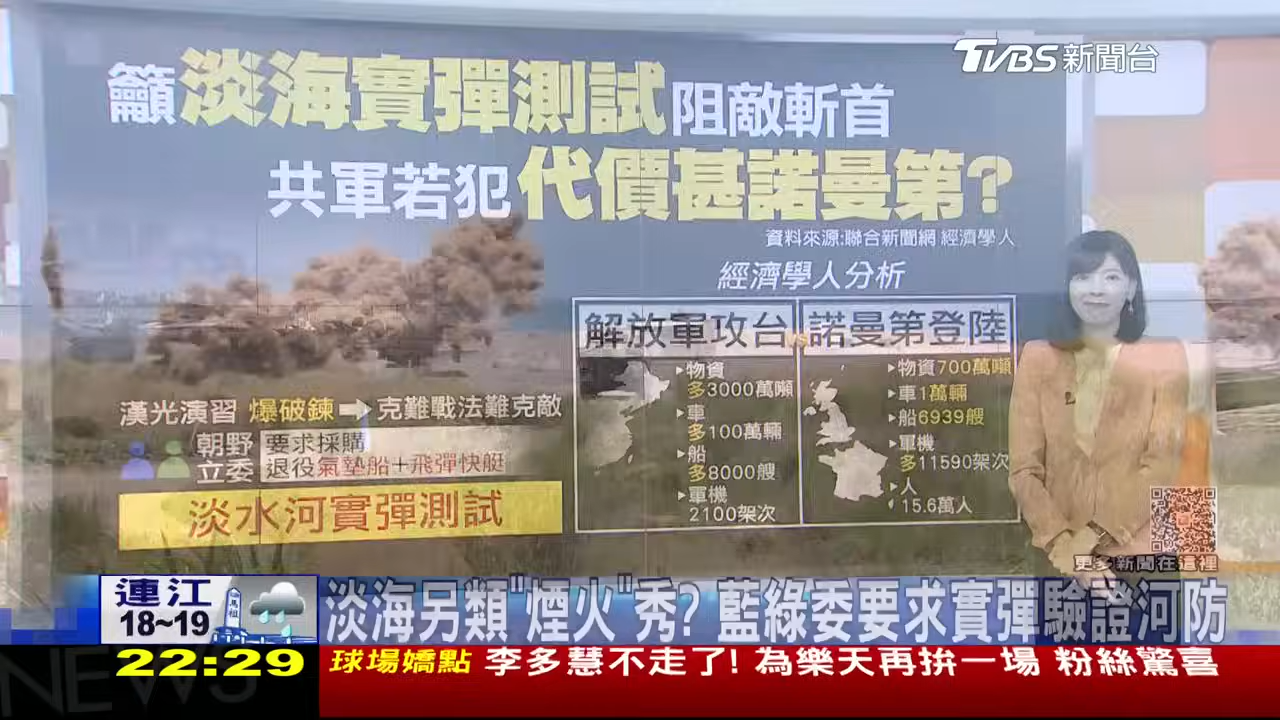 TVBS新聞台
籲淡海實彈測試阻敵斬首
共軍若犯代價甚諾曼第?
資料來源:聯合新聞網 經濟學人
經濟學人分析
解放軍攻台vs諾曼第登陸
▸物資
多3000萬噸
▸車
多100萬輛
▸船
多8000艘
▸軍機
2100架次
▸物資700萬噸
▸車1萬輛
▸船6939艘
▸軍機
多11590架次
▸人
15.6萬人
漢光演習 爆破鍊➡克難戰法難克敵
朝野 要求採購
立委 退役氣墊船+飛彈快艇
淡水河實彈測試
更多新聞在這裡
連江
18~19
馬祖
淡海另類"煙火"秀? 藍綠委要求實彈驗證河防
NEWS
22:29
球場嬌點 李多慧不走了! 為樂天再拚一場 粉絲驚喜